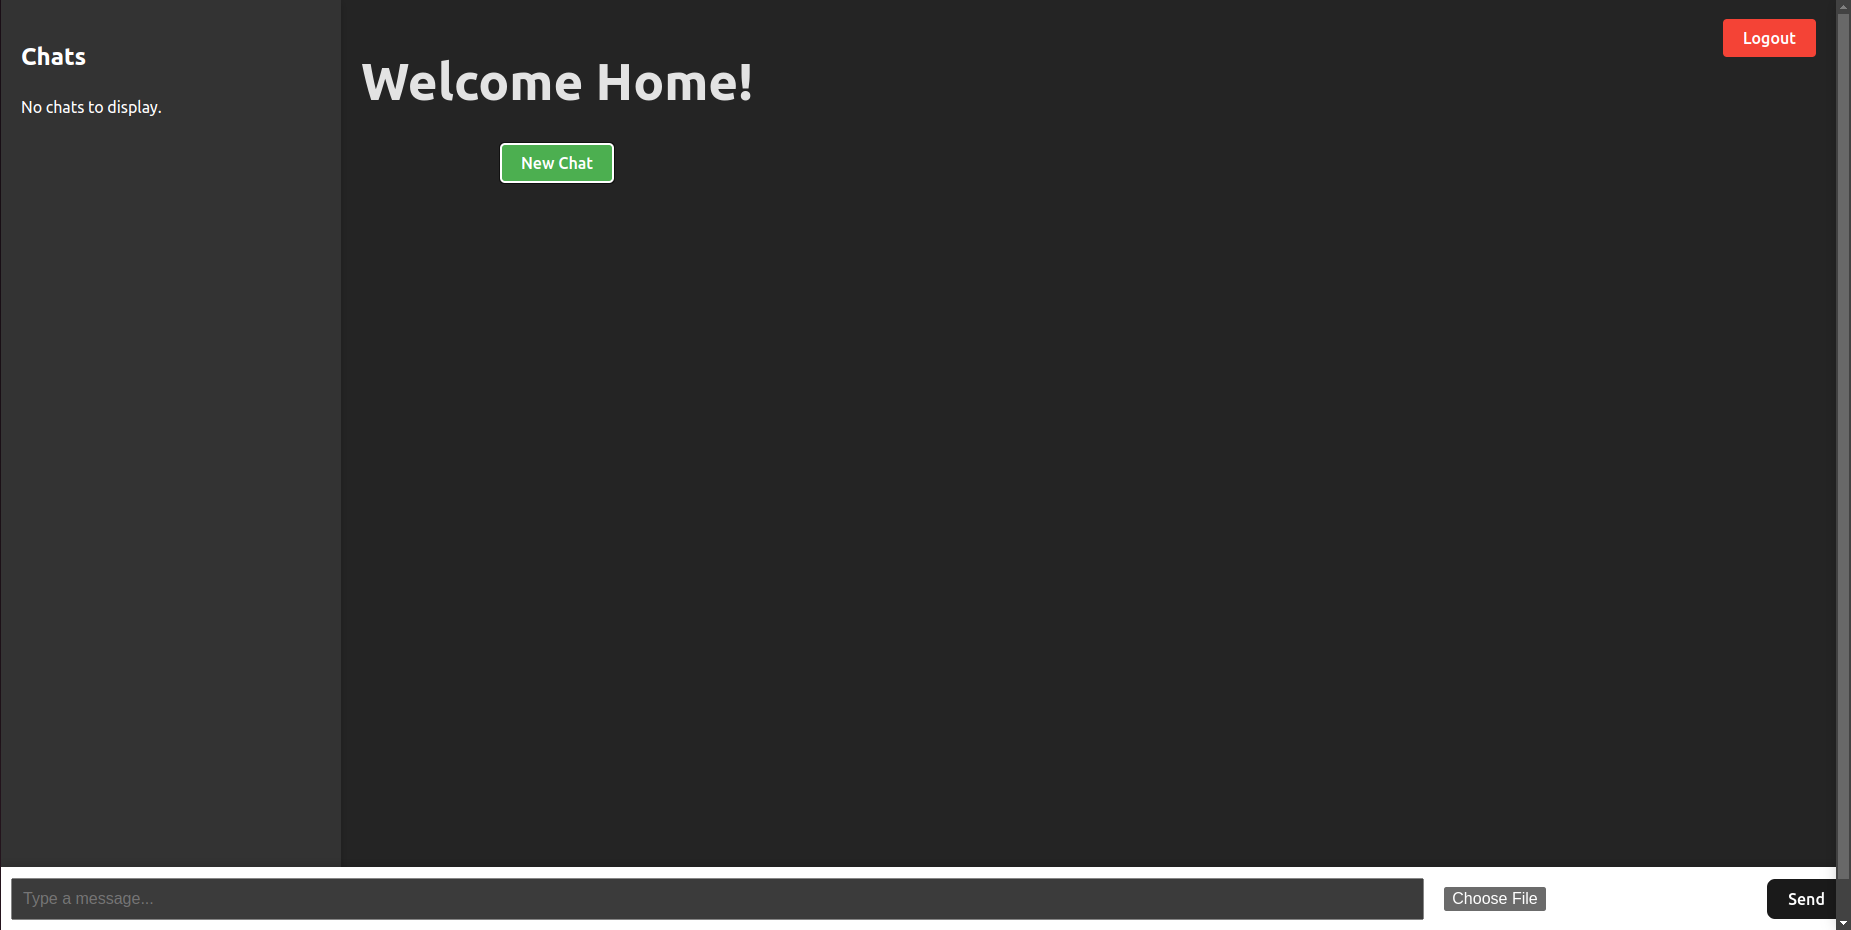 Chats
No chats to display.
Welcome Home!
New Chat
Logout
Type a message...
Choose File
Send